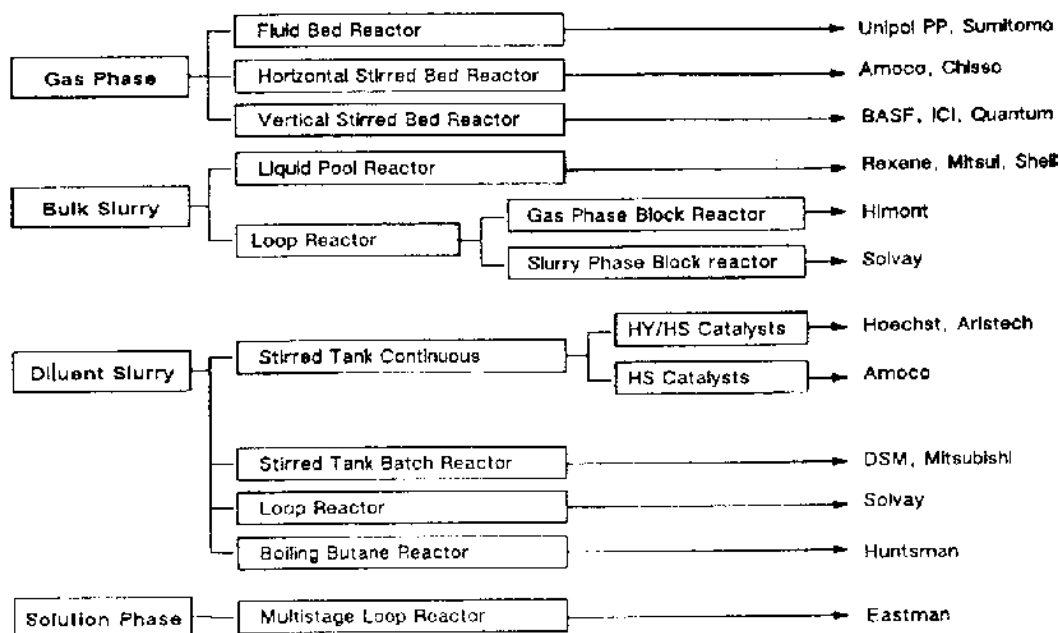 Fluid Bed Reactor
Unipol PP, Sumitomo
Gas Phase
Horizontal Stirred Bed Reactor
Amoco, Chisso
Vertical Stirred Bed Reactor
BASF, ICI, Quantum
Liquid Pool Reactor
Rexene, Mitsui, Shell
Bulk Slurry
Gas Phase Block Reactor
Himont
Loop Reactor
Slurry Phase Block reactor
Solvay
HY/HS Catalysts
Hoechst, Aristech
Stirred Tank Continuous
Diluent Slurry
HS Catalysts
Amoco
Stirred Tank Batch Reactor
DSM, Mitsubishi
Loop Reactor
Solvay
Boiling Butane Reactor
Huntsman
Solution Phase
Multistage Loop Reactor
Eastman